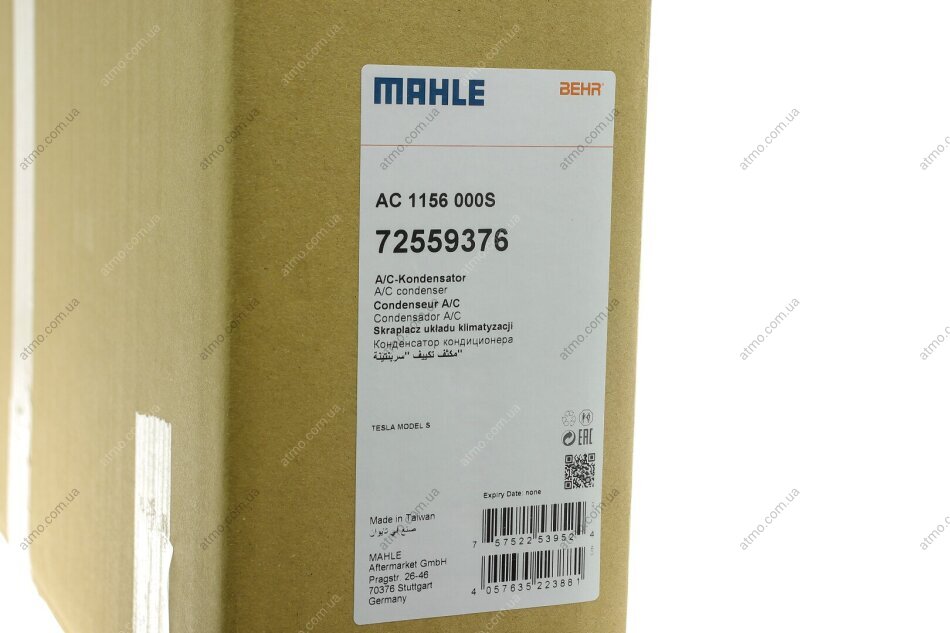 MAHLE
BEHR
AC 1156 000S
72559376
A/C-Kondensator
A/C condenser
Condenseur A/C
Condensador A/C
Skraplacz układu klimatyzacji
Конденсатор кондиционера
مكثف تكييف "سربنتينة"
TESLA MODEL S
EAC
Expiry Date: none
Made in Taiwan
صنع في تايوان
7 57522 53952 4
MAHLE
Aftermarket GmbH
Pragstr. 26-46
70376 Stuttgart
Germany
4 057635 223881
atmo.com.ua